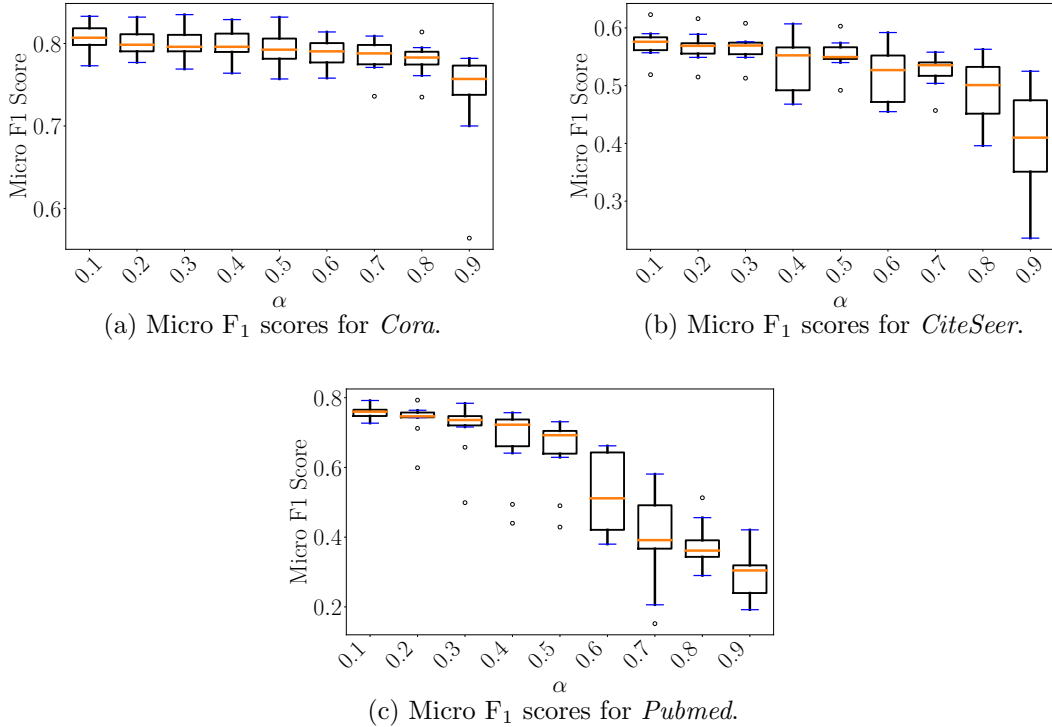 Micro F1 Score
0.8
0.7
0.6
0.1 0.2 0.3 0.4 0.5 0.6 0.7 0.8 0.9
α
(a) Micro F₁ scores for Cora.
Micro F1 Score
0.6
0.5
0.4
0.3
0.1 0.2 0.3 0.4 0.5 0.6 0.7 0.8 0.9
α
(b) Micro F₁ scores for CiteSeer.
Micro F1 Score
0.8
0.6
0.4
0.2
0.1 0.2 0.3 0.4 0.5 0.6 0.7 0.8 0.9
α
(c) Micro F₁ scores for Pubmed.